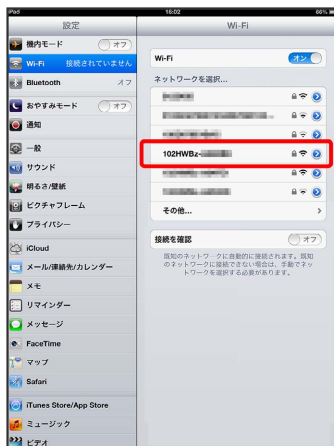 iPad
16:02
66%
設定
Wi-Fi
機内モード
オフ
Wi-Fi
接続されていません
Bluetooth
オフ
おやすみモード
オフ
通知
一般
サウンド
明るさ/壁紙
ピクチャフレーム
プライバシー
iCloud
メール/連絡先/カレンダー
メモ
リマインダー
メッセージ
FaceTime
マップ
Safari
iTunes Store/App Store
ミュージック
ビデオ
Wi-Fi
オン
ネットワークを選択...
102HWBz-
その他...
接続を確認
オフ
既知のネットワークに自動的に接続されます。既知
のネットワークに接続できない場合は、手動でネッ
トワークを選択する必要があります。